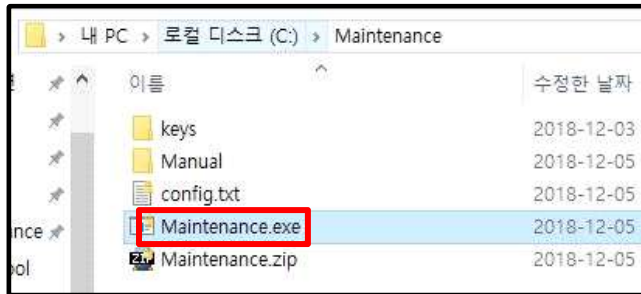 > 내 PC > 로컬 디스크 (C:) > Maintenance
이름 수정한 날짜
keys 2018-12-03
Manual 2018-12-05
config.txt 2018-12-05
Maintenance.exe 2018-12-05
Maintenance.zip 2018-12-05